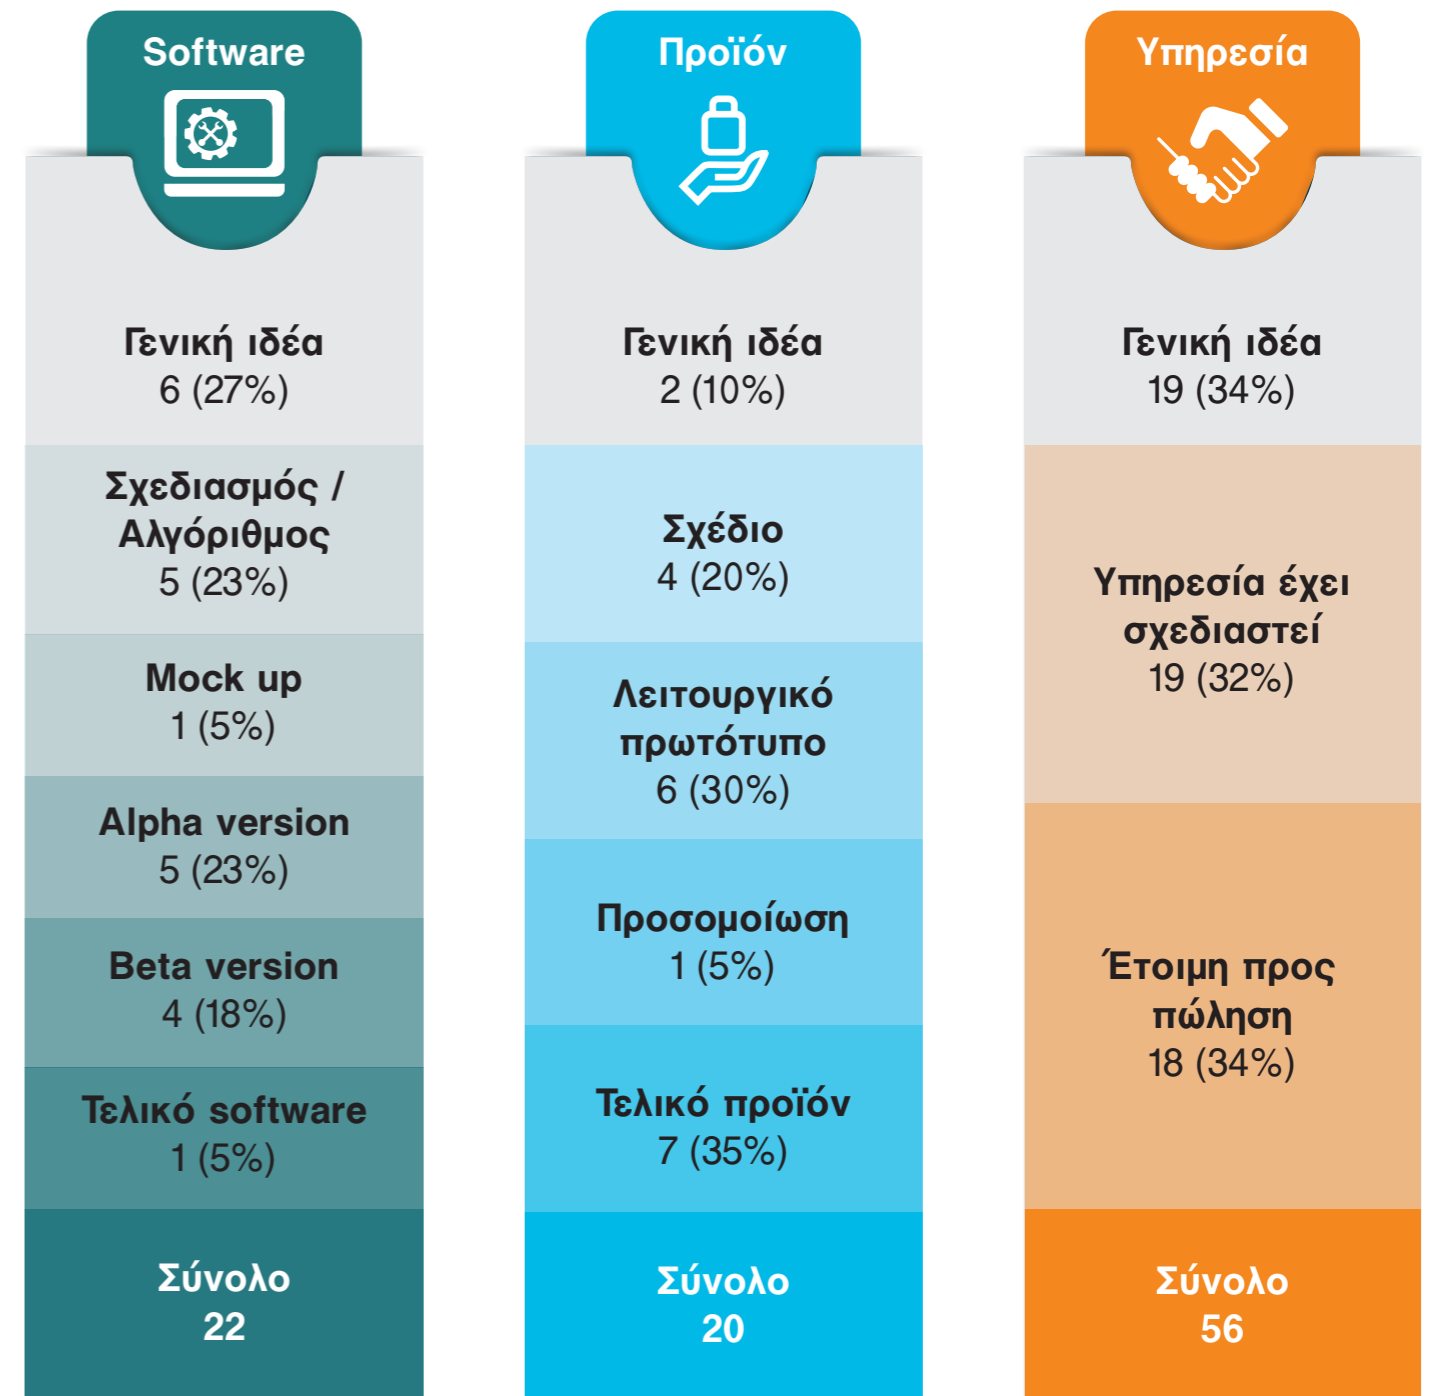 Software
Γενική ιδέα
6 (27%)
Σχεδιασμός /
Αλγόριθμος
5 (23%)
Mock up
1 (5%)
Alpha version
5 (23%)
Beta version
4 (18%)
Τελικό software
1 (5%)
Σύνολο
22
Προϊόν
Γενική ιδέα
2 (10%)
Σχέδιο
4 (20%)
Λειτουργικό
πρωτότυπο
6 (30%)
Προσομοίωση
1 (5%)
Τελικό προϊόν
7 (35%)
Σύνολο
20
Υπηρεσία
Γενική ιδέα
19 (34%)
Υπηρεσία έχει
σχεδιαστεί
19 (32%)
Έτοιμη προς
πώληση
18 (34%)
Σύνολο
56